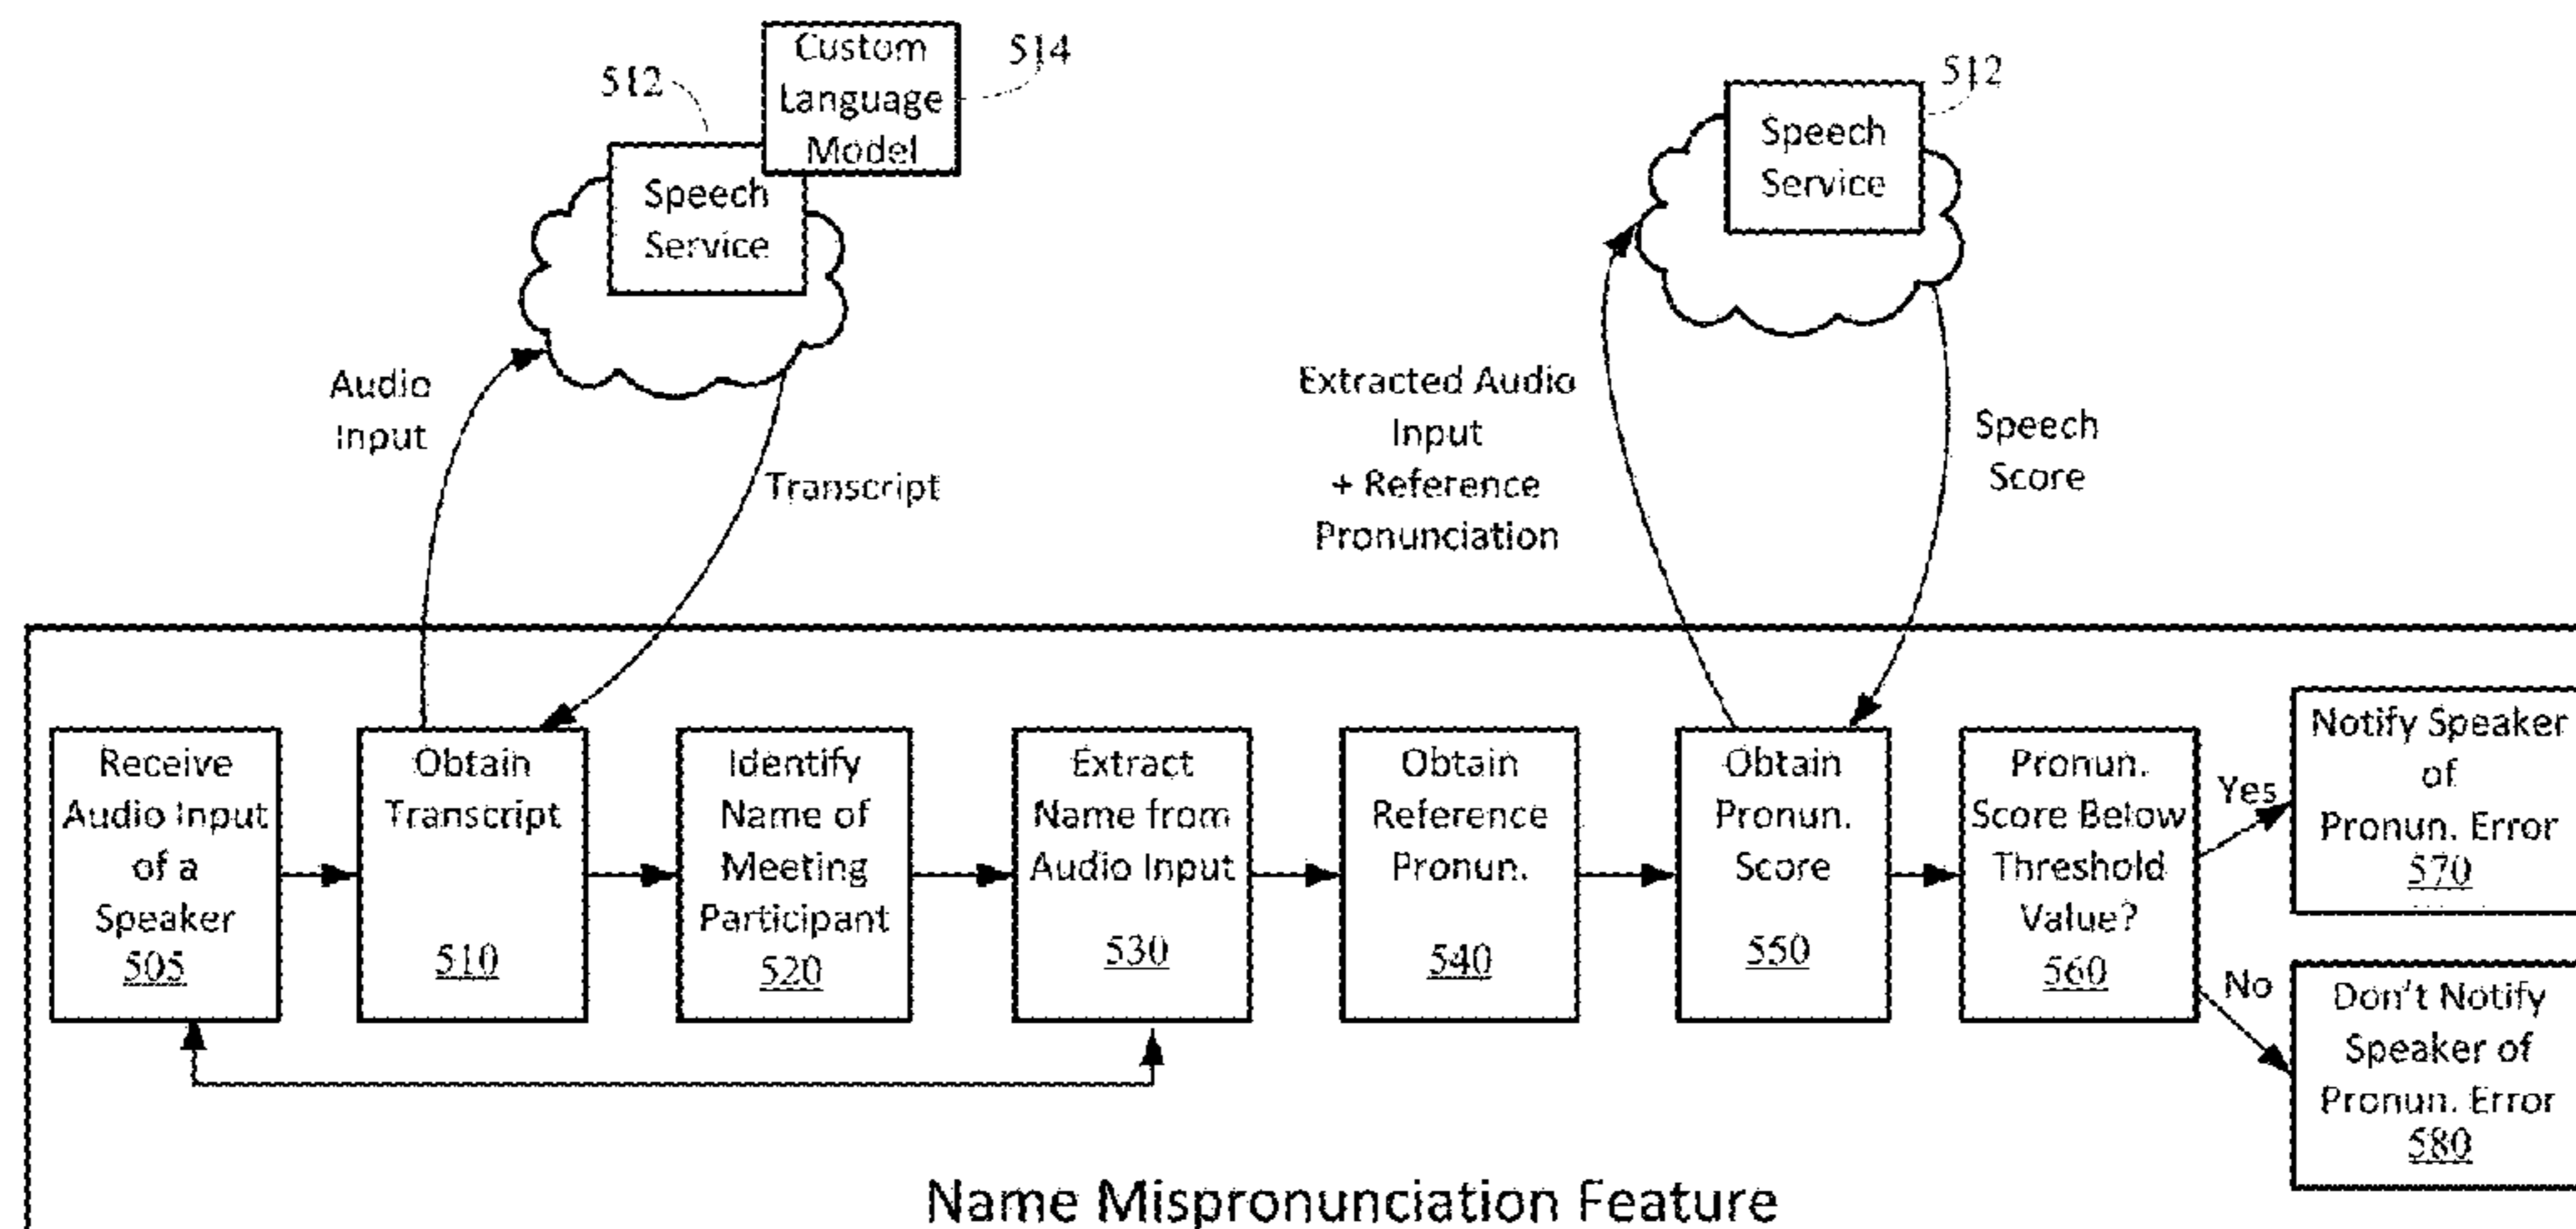 Custom
Language
Model
514
512
Speech
Service
Audio
Input
Transcript
Speech
Service
512
Extracted Audio
Input
+ Reference
Pronunciation
Speech
Score
Receive
Audio Input
of a
Speaker
505
Obtain
Transcript
510
Identify
Name of
Meeting
Participant
520
Extract
Name from
Audio Input
530
Obtain
Reference
Pronun.
540
Obtain
Pronun.
Score
550
Pronun.
Score Below
Threshold
Value?
560
Yes
Notify Speaker
of
Pronun. Error
570
No
Don't Notify
Speaker of
Pronun. Error
580
Name Mispronunciation Feature